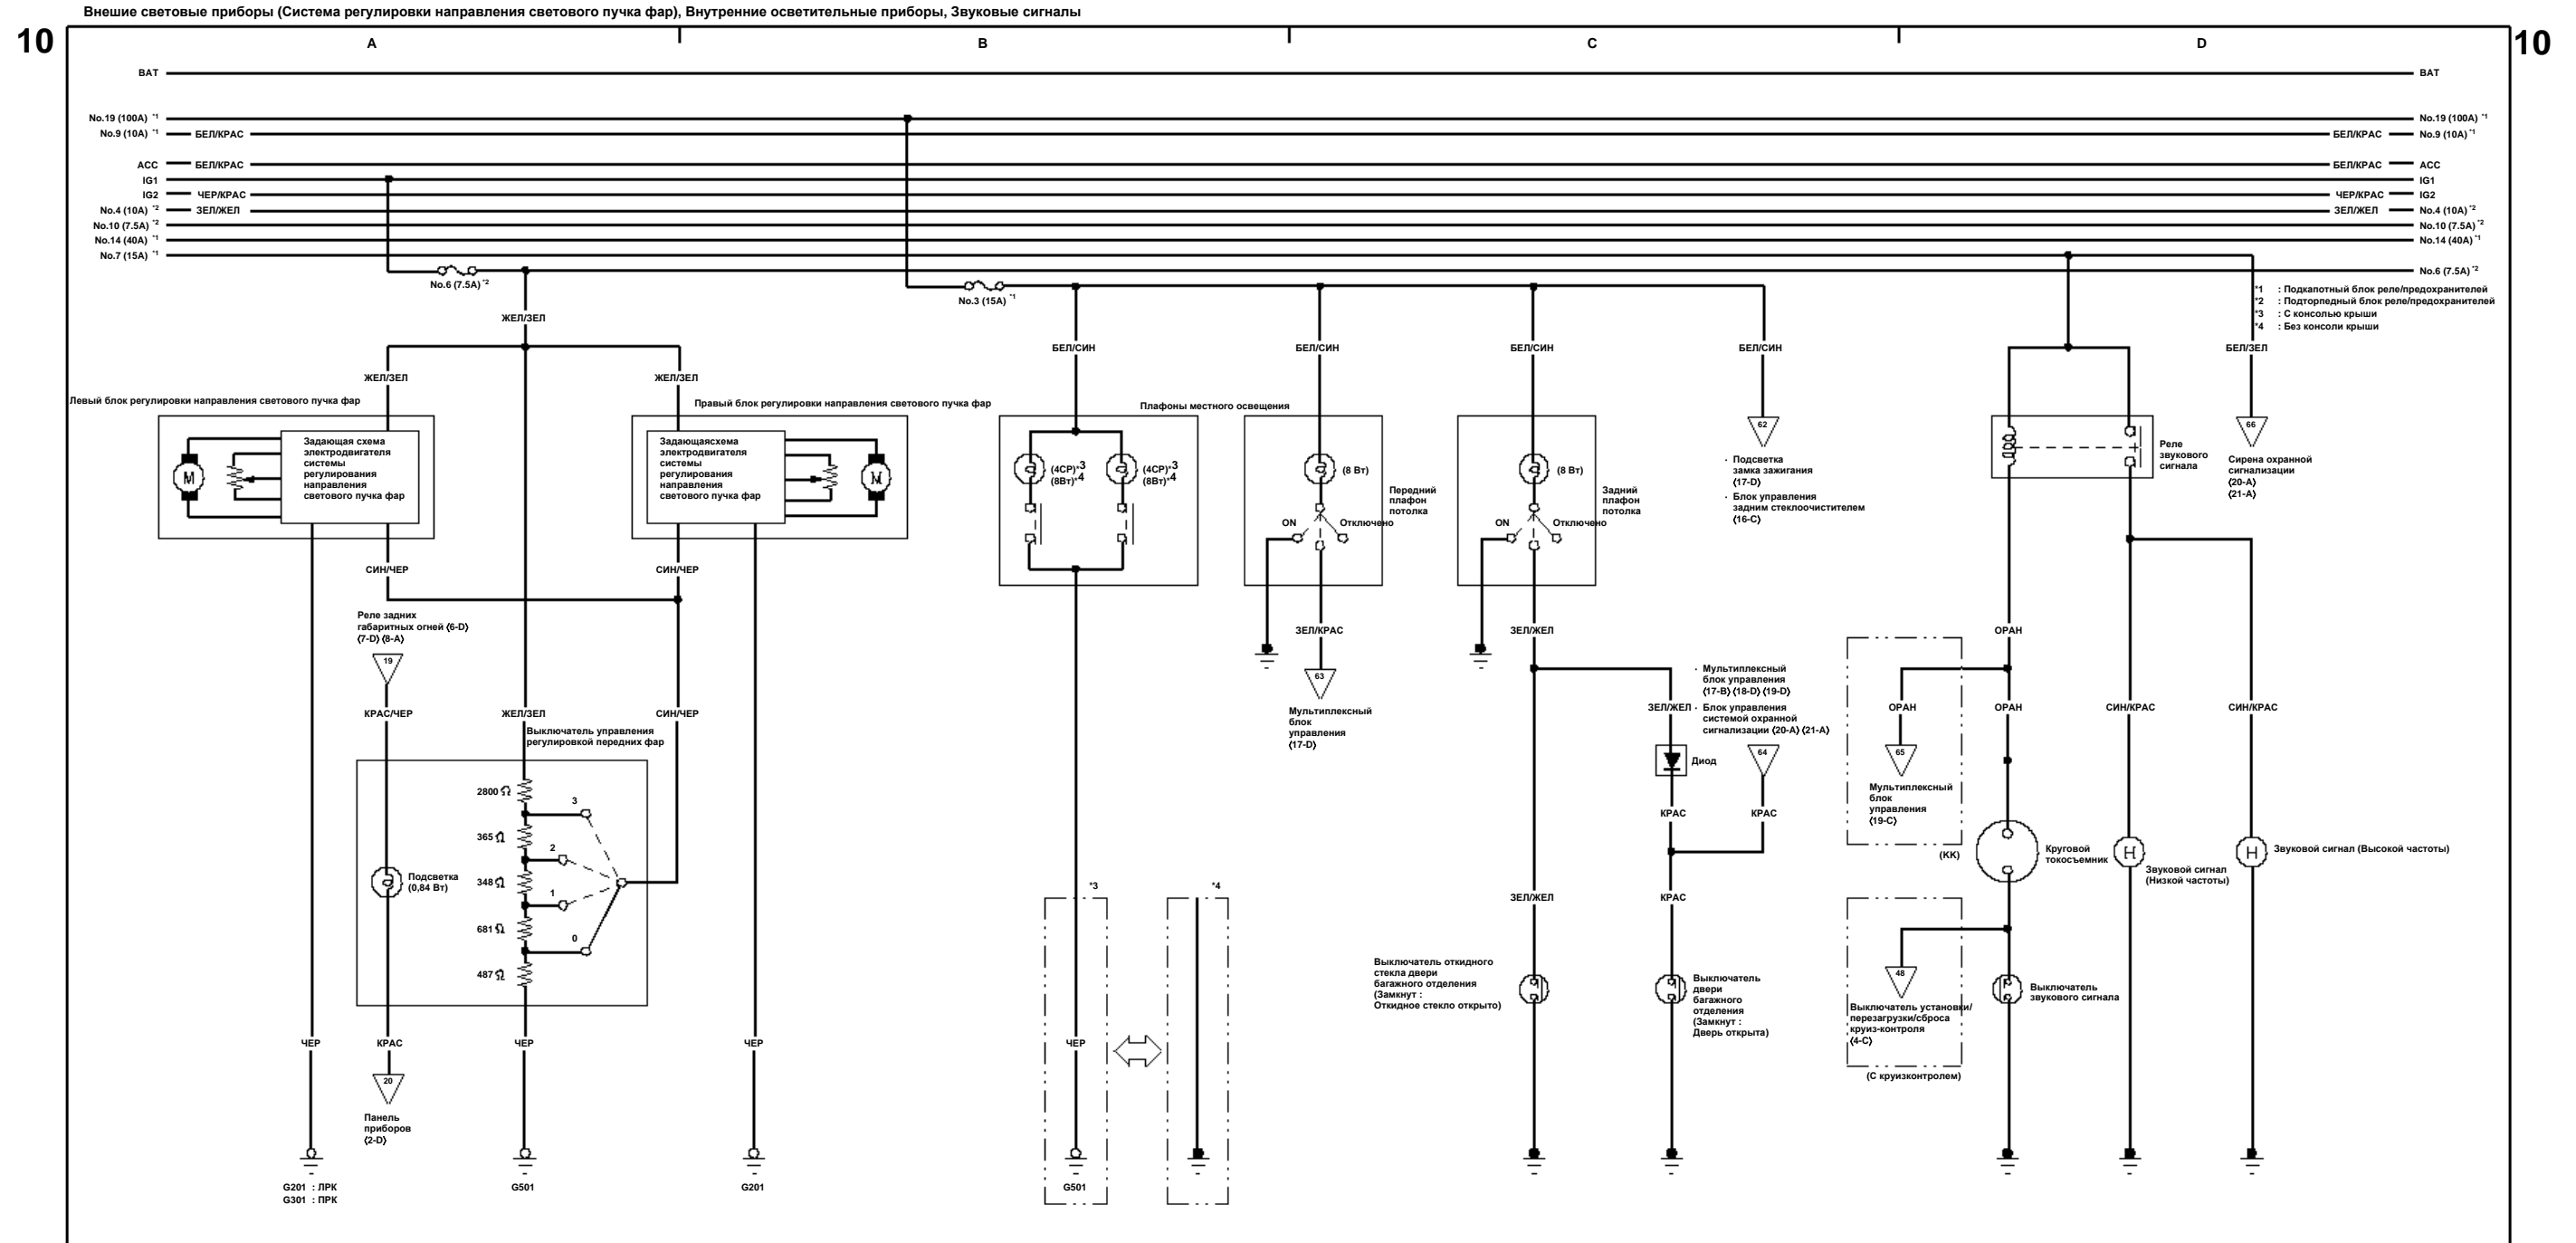 Внешие световые приборы (Система регулировки направления светового пучка фар), Внутренние осветительные приборы, Звуковые сигналы
10
10
A
B
C
D
BAT
BAT
No.19 (100A) *1
No.19 (100A) *1
No.9 (10A) *1
БЕЛ/КРАС
БЕЛ/КРАС
No.9 (10A) *1
ACC
БЕЛ/КРАС
БЕЛ/КРАС
ACC
IG1
IG1
IG2
ЧЕР/КРАС
ЧЕР/КРАС
IG2
No.4 (10A) *2
ЗЕЛ/ЖЕЛ
ЗЕЛ/ЖЕЛ
No.4 (10A) *2
No.10 (7.5A) *2
No.10 (7.5A) *2
No.14 (40A) *1
No.14 (40A) *1
No.7 (15A) *1
No.6 (7.5A) *2
No.6 (7.5A) *2
No.3 (15A) *1
*1 : Подкапотный блок реле/предохранителей
*2 : Подторпедный блок реле/предохранителей
*3 : С консолью крыши
*4 : Без консоли крыши
ЖЕЛ/ЗЕЛ
БЕЛ/СИН
БЕЛ/СИН
БЕЛ/СИН
БЕЛ/СИН
БЕЛ/ЗЕЛ
ЖЕЛ/ЗЕЛ
ЖЕЛ/ЗЕЛ
Левый блок регулировки направления светового пучка фар
Правый блок регулировки направления светового пучка фар
Плафоны местного освещения
Задающая схема
электродвигателя
системы
регулирования
направления
светового пучка фар
M
Задающаясхема
электродвигателя
системы
регулирования
направления
светового пучка фар
M
(4CP)*3
(8Вт)*4
(4CP)*3
(8Вт)*4
(8 Вт)
Передний
плафон
потолка
ON
Отключено
(8 Вт)
Задний
плафон
потолка
ON
Отключено
62
· Подсветка
замка зажигания
(17-D)
· Блок управления
задним стеклоочистителем
(16-C)
Реле
звукового
сигнала
66
Сирена охранной
сигнализации
(20-A)
(21-A)
СИН/ЧЕР
СИН/ЧЕР
Реле задних
габаритных огней (6-D)
(7-D) (8-A)
19
ЗЕЛ/КРАС
ЗЕЛ/ЖЕЛ
ОРАН
63
Мультиплексный
блок
управления
(17-D)
· Мультиплексный
блок управления
(17-B) (18-D) (19-D)
ЗЕЛ/ЖЕЛ
· Блок управления
системой охранной
сигнализации (20-A) (21-A)
64
Диод
КРАС/ЧЕР
ЖЕЛ/ЗЕЛ
СИН/ЧЕР
ОРАН
ОРАН
СИН/КРАС
СИН/КРАС
Выключатель управления
регулировкой передних фар
65
Мультиплексный
блок
управления
(19-C)
КРАС
КРАС
2800 Ω
3
365 Ω
2
348 Ω
1
681 Ω
0
487 Ω
Подсветка
(0,84 Вт)
(KK)
Круговой
токосъемник
H
Звуковой сигнал
(Низкой частоты)
H
Звуковой сигнал (Высокой частоты)
*3
*4
ЗЕЛ/ЖЕЛ
КРАС
Выключатель откидного
стекла двери
багажного отделения
(Замкнут :
Откидное стекло открыто)
Выключатель
двери
багажного
отделения
(Замкнут :
Дверь открыта)
48
Выключатель установки/
перезагрузки/сброса
круиз-контроля
(4-C)
Выключатель
звукового сигнала
(С круизконтролем)
ЧЕР
КРАС
ЧЕР
ЧЕР
ЧЕР
20
Панель
приборов
(2-D)
G201 : ЛРК
G301 : ПРК
G501
G201
G501